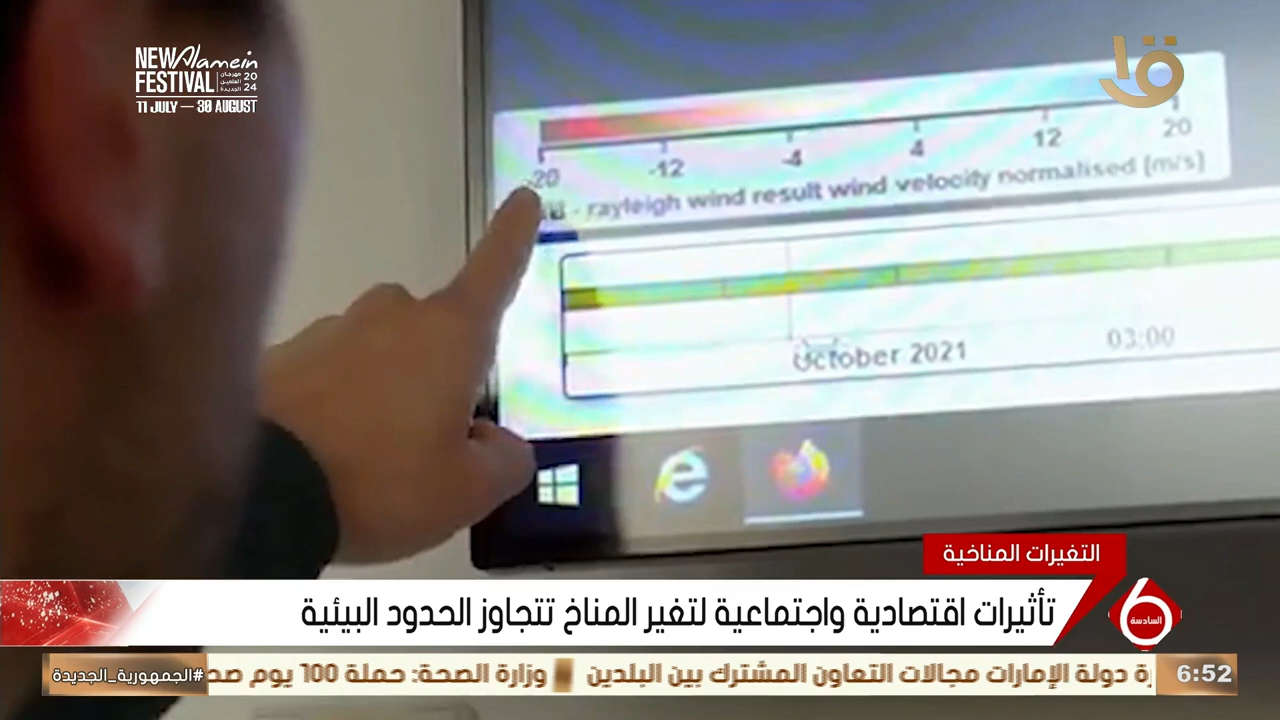 NEW Alamein
FESTIVAL
مهرجان
العلمين
الجديدة
2024
11 JULY — 30 AUGUST
-20 -12 -4 4 12 20
- rayleigh wind result wind velocity normalised [m/s]
October 2021 03:00
التغيرات المناخية
تأثيرات اقتصادية واجتماعية لتغير المناخ تتجاوز الحدود البيئية
السادسة
6:52
ة دولة الإمارات مجالات التعاون المشترك بين البلدين وزارة الصحة: حملة 100 يوم صح
#الجمهورية_الجديدة